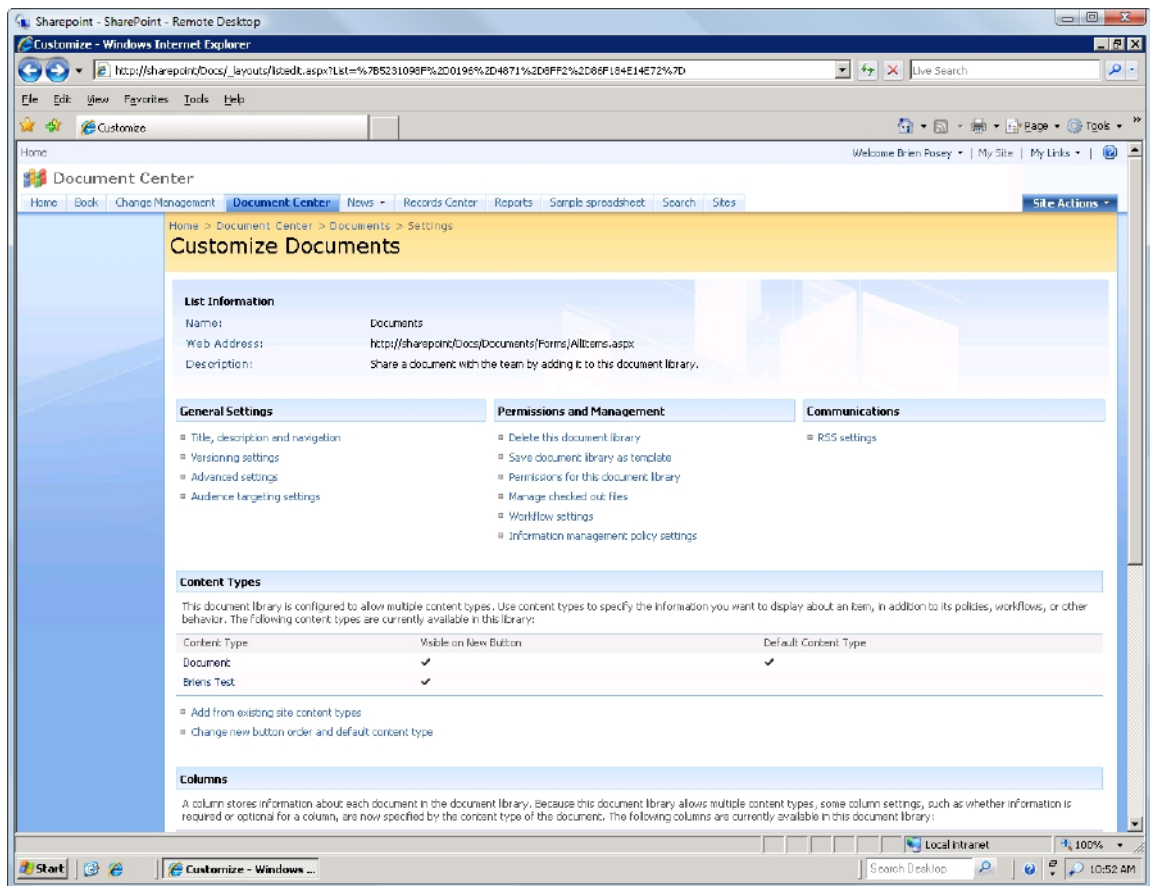 Sharepoint - SharePoint - Remote Desktop
Customize - Windows Internet Explorer
http://sharepoint/Docs/_layouts/listedit.aspx?List=%7B5231098F%2D0196%2D4871%2D8FF2%2D86F184E14E72%7D
Live Search
File Edit View Favorites Tools Help
Customize
Page Tools
Home
Welcome Brien Posey | My Site | My Links |
Document Center
Home Book Change Management Document Center News Records Center Reports Sample spreadsheet Search Sites
Site Actions
Home > Document Center > Documents > Settings
Customize Documents
List Information
Name: Documents
Web Address: http://sharepoint/Docs/Documents/Forms/AllItems.aspx
Description: Share a document with the team by adding it to this document library.
General Settings Permissions and Management Communications
Title, description and navigation Delete this document library RSS settings
Versioning settings Save document library as template
Advanced settings Permissions for this document library
Audience targeting settings Manage checked out files
Workflow settings
Information management policy settings
Content Types
This document library is configured to allow multiple content types. Use content types to specify the information you want to display about an item, in addition to its policies, workflows, or other
behavior. The following content types are currently available in this library:
Content Type Visible on New Button Default Content Type
Document
Briens Test
Add from existing site content types
Change new button order and default content type
Columns
A column stores information about each document in the document library. Because this document library allows multiple content types, some column settings, such as whether information is
required or optional for a column, are now specified by the content type of the document. The following columns are currently available in this document library:
Local intranet 100%
Start Customize - Windows ... Search Desktop 10:52 AM